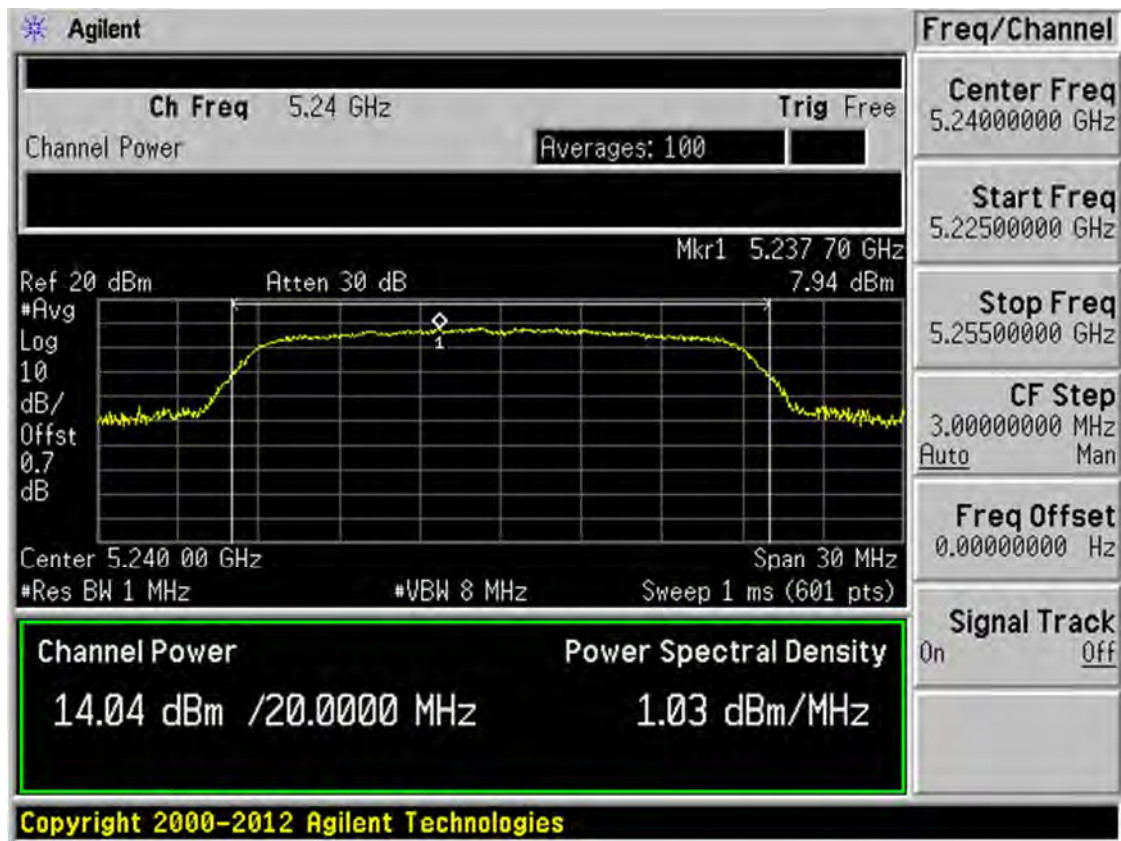 Agilent
Ch Freq 5.24 GHz Trig Free
Channel Power Averages: 100
Mkr1 5.237 70 GHz
Ref 20 dBm Atten 30 dB 7.94 dBm
#Avg
Log
10
dB/
Offst
0.7
dB
1
Center 5.240 00 GHz Span 30 MHz
#Res BW 1 MHz #VBW 8 MHz Sweep 1 ms (601 pts)
Channel Power Power Spectral Density
14.04 dBm /20.0000 MHz 1.03 dBm/MHz
Copyright 2000-2012 Agilent Technologies
Freq/Channel
Center Freq
5.24000000 GHz
Start Freq
5.22500000 GHz
Stop Freq
5.25500000 GHz
CF Step
3.00000000 MHz
Auto Man
Freq Offset
0.00000000 Hz
Signal Track
On Off